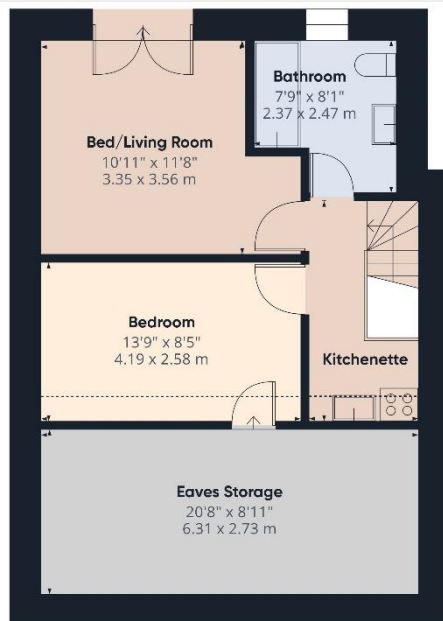 Bathroom
7'9" x 8'1"
2.37 x 2.47 m
Bed/Living Room
10'11" x 11'8"
3.35 x 3.56 m
Bedroom
13'9" x 8'5"
4.19 x 2.58 m
Kitchenette
Eaves Storage
20'8" x 8'11"
6.31 x 2.73 m